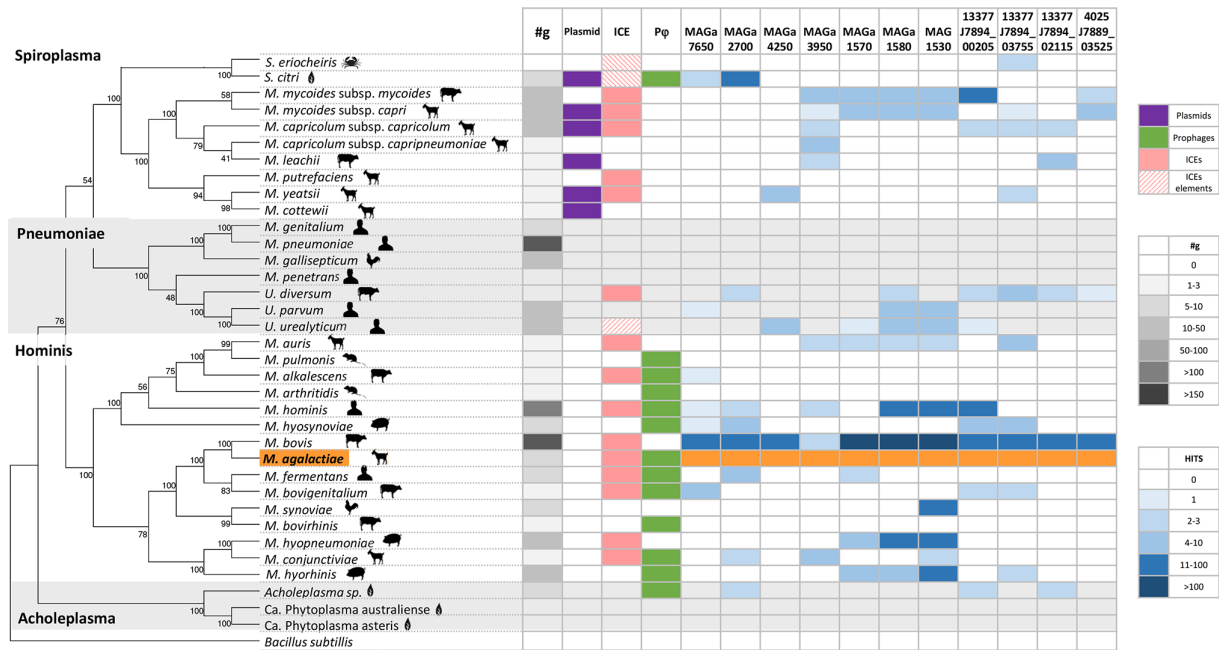 #g Plasmid ICE Pφ MAGa 7650 MAGa 2700 MAGa 4250 MAGa 3950 MAGa 1570 MAGa 1580 MAG 1530 13377 J7894_ 00205 13377 J7894_ 03755 13377 J7894_ 02115 4025 J7889_ 03525
Spiroplasma
S. eriocheiris
100 S. citri
100
58 M. mycoides subsp. mycoides
100 M. mycoides subsp. capri
M. capricolum subsp. capricolum
79 M. capricolum subsp. capripneumoniae
100 41 M. leachii
54 M. putrefaciens
94 M. yeatsii
98 M. cottewii
Pneumoniae
100 M. genitalium
M. pneumoniae
100 M. gallisepticum
M. penetrans
48 U. diversum
100 U. parvum
76 100 U. urealyticum
Hominis
99 M. auris
M. pulmonis
75 M. alkalescens
56 M. arthritidis
100 M. hominis
100 M. hyosynoviae
100 M. bovis
M. agalactiae
100 100 M. fermentans
83 M. bovigenitalium
100 M. synoviae
99 M. bovirhinis
78 100 M. hyopneumoniae
M. conjunctiviae
100 M. hyorhinis
Acholeplasma
100 Acholeplasma sp.
Ca. Phytoplasma australiense
100 Ca. Phytoplasma asteris
Bacillus subtillis
Plasmids
Prophages
ICEs
ICEs elements
#g
0
1-3
5-10
10-50
50-100
>100
>150
HITS
0
1
2-3
4-10
11-100
>100